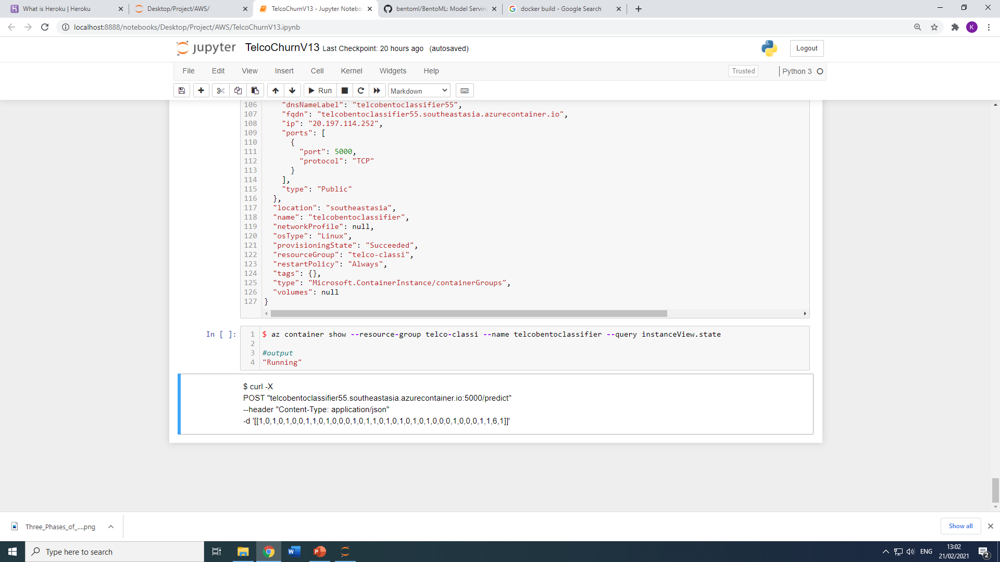 What is Heroku | Heroku
Desktop/Project/AWS/
TelcoChurnV13 - Jupyter Notebo
bentoml/BentoML: Model Servin
docker build - Google Search
localhost:8888/notebooks/Desktop/Project/AWS/TelcoChurnV13.ipynb
K
jupyter TelcoChurnV13 Last Checkpoint: 20 hours ago (autosaved)
Logout
File Edit View Insert Cell Kernel Widgets Help
Trusted
Python 3
Run
Markdown
106 "dnsNameLabel": "telcobentoclassifier55",
107 "fqdn": "telcobentoclassifier55.southeastasia.azurecontainer.io",
108 "ip": "20.197.114.252",
109 "ports": [
110 {
111 "port": 5000,
112 "protocol": "TCP"
113 }
114 ],
115 "type": "Public"
116 },
117 "location": "southeastasia",
118 "name": "telcobentoclassifier",
119 "networkProfile": null,
120 "osType": "Linux",
121 "provisioningState": "Succeeded",
122 "resourceGroup": "telco-classi",
123 "restartPolicy": "Always",
124 "tags": {},
125 "type": "Microsoft.ContainerInstance/containerGroups",
126 "volumes": null
127 }
In [ ]: 1 $ az container show --resource-group telco-classi --name telcobentoclassifier --query instanceView.state
2
3 #output
4 "Running"
$ curl -X
POST "telcobentoclassifier55.southeastasia.azurecontainer.io:5000/predict"
--header "Content-Type: application/json"
-d '[[1,0,1,0,1,0,0,1,1,0,1,0,0,0,1,0,1,1,0,1,0,1,0,1,0,1,0,0,0,1,0,0,0,1,1,6,1]]'
Three_Phases_of_....png
Show all
Type here to search
ENG
13:02
21/02/2021
2